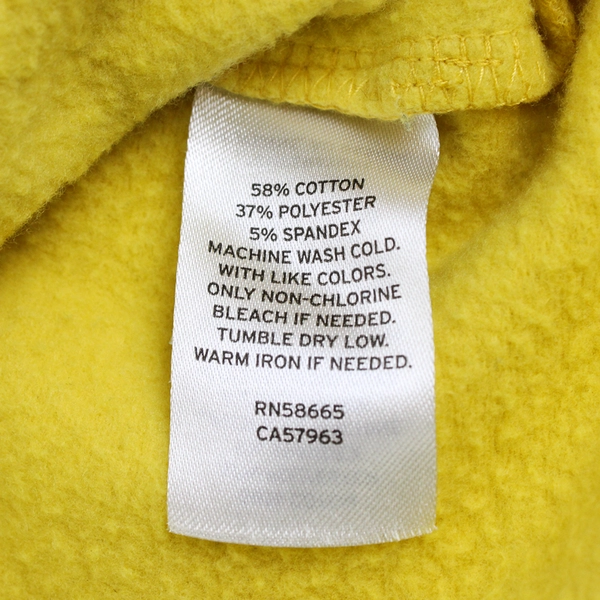 58% COTTON
37% POLYESTER
5% SPANDEX
MACHINE WASH COLD.
WITH LIKE COLORS.
ONLY NON-CHLORINE
BLEACH IF NEEDED.
TUMBLE DRY LOW.
WARM IRON IF NEEDED.
RN58665
CA57963